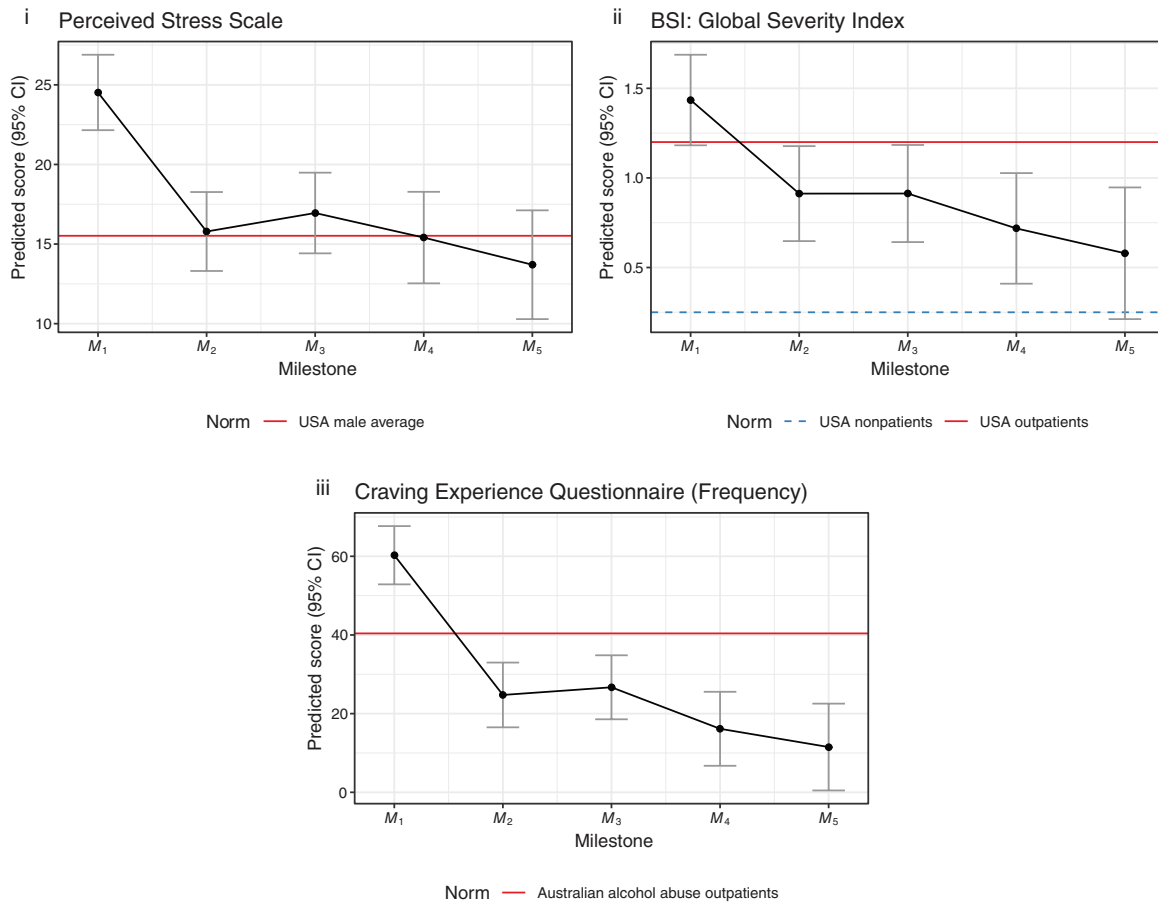 i Perceived Stress Scale
Predicted score (95% CI)
25
20
15
10
M₁ M₂ M₃ M₄ M₅
Milestone
Norm USA male average
ii BSI: Global Severity Index
Predicted score (95% CI)
1.5
1.0
0.5
M₁ M₂ M₃ M₄ M₅
Milestone
Norm USA nonpatients USA outpatients
iii Craving Experience Questionnaire (Frequency)
Predicted score (95% CI)
60
40
20
0
M₁ M₂ M₃ M₄ M₅
Milestone
Norm Australian alcohol abuse outpatients